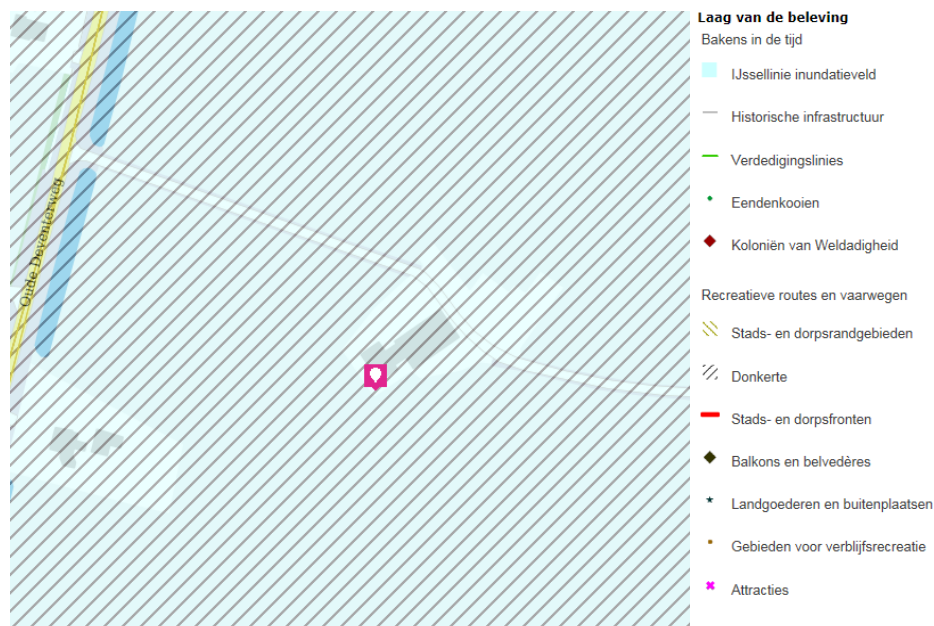 Oude Deventerweg
Laag van de beleving
Bakens in de tijd
IJssellinie inundatieveld
Historische infrastructuur
Verdedigingslinies
Eendenkooien
Koloniën van Weldadigheid
Recreatieve routes en vaarwegen
Stads- en dorpsrandgebieden
Donkerte
Stads- en dorpsfronten
Balkons en belvedères
Landgoederen en buitenplaatsen
Gebieden voor verblijfsrecreatie
Attracties